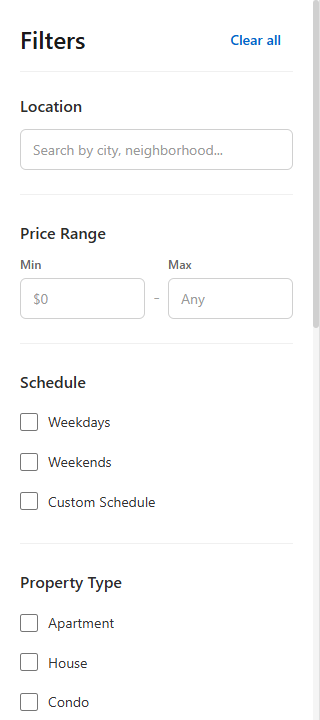 Filters
Clear all
Location
Search by city, neighborhood...
Price Range
Min
Max
$0
-
Any
Schedule
Weekdays
Weekends
Custom Schedule
Property Type
Apartment
House
Condo